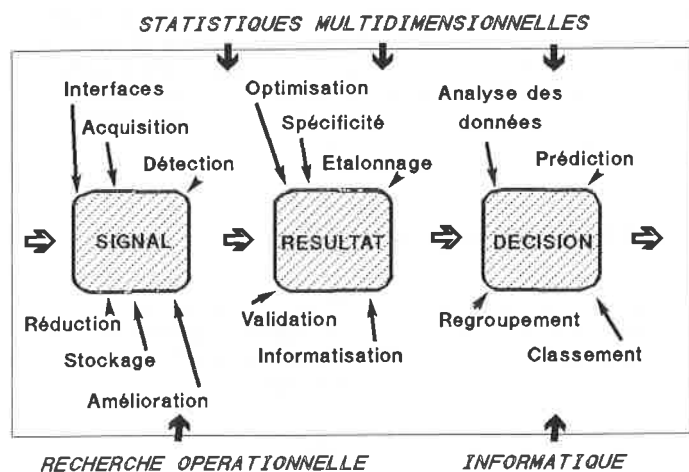 STATISTIQUES MULTIDIMENSIONNELLES
Interfaces
Acquisition
Détection
SIGNAL
Réduction
Stockage
Amélioration
Optimisation
Spécificité
Etalonnage
RESULTAT
Validation
Informatisation
Analyse des
données
Prédiction
DECISION
Regroupement
Classement
RECHERCHE OPERATIONNELLE
INFORMATIQUE